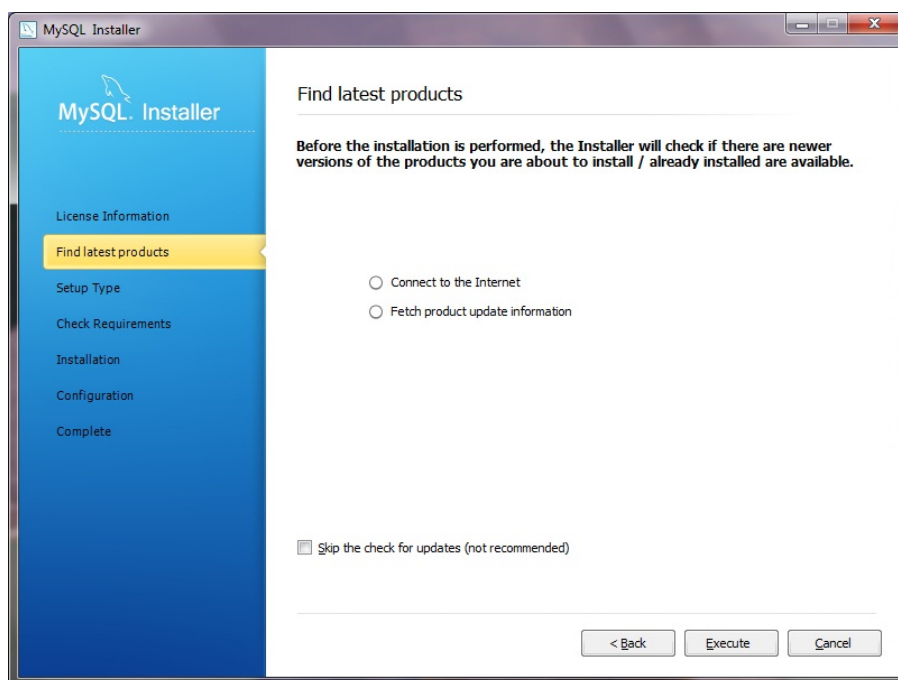 MySQL Installer
MySQL. Installer
Find latest products
Before the installation is performed, the Installer will check if there are newer
versions of the products you are about to install / already installed are available.
License Information
Find latest products
Setup Type
Check Requirements
Installation
Configuration
Complete
Connect to the Internet
Fetch product update information
Skip the check for updates (not recommended)
< Back
Execute
Cancel